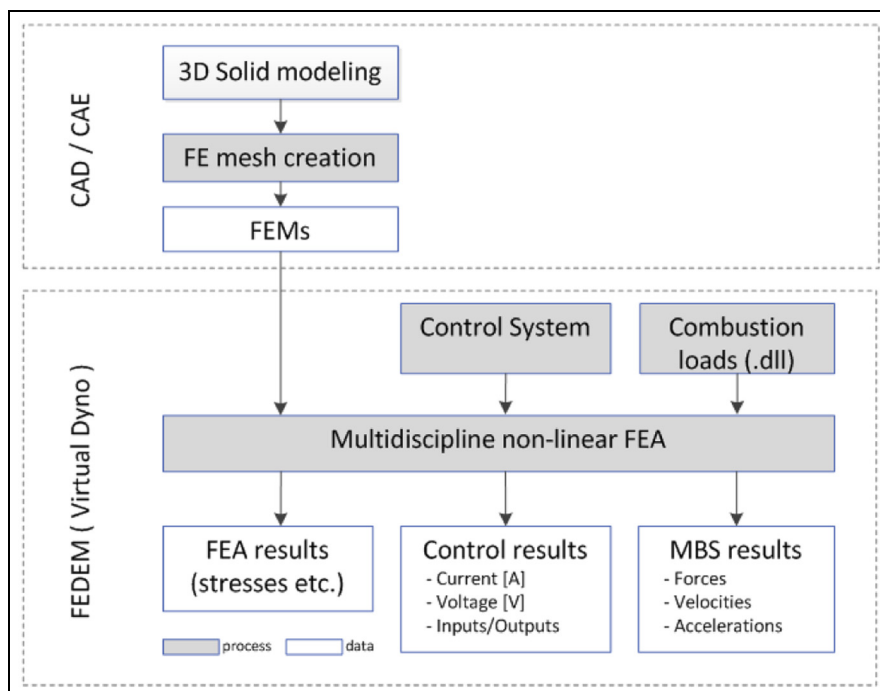 CAD / CAE
3D Solid modeling
FE mesh creation
FEMs
FEDEM ( Virtual Dyno )
Control System
Combustion
loads (.dll)
Multidiscipline non-linear FEA
FEA results
(stresses etc.)
Control results
- Current [A]
- Voltage [V]
- Inputs/Outputs
MBS results
- Forces
- Velocities
- Accelerations
process
data